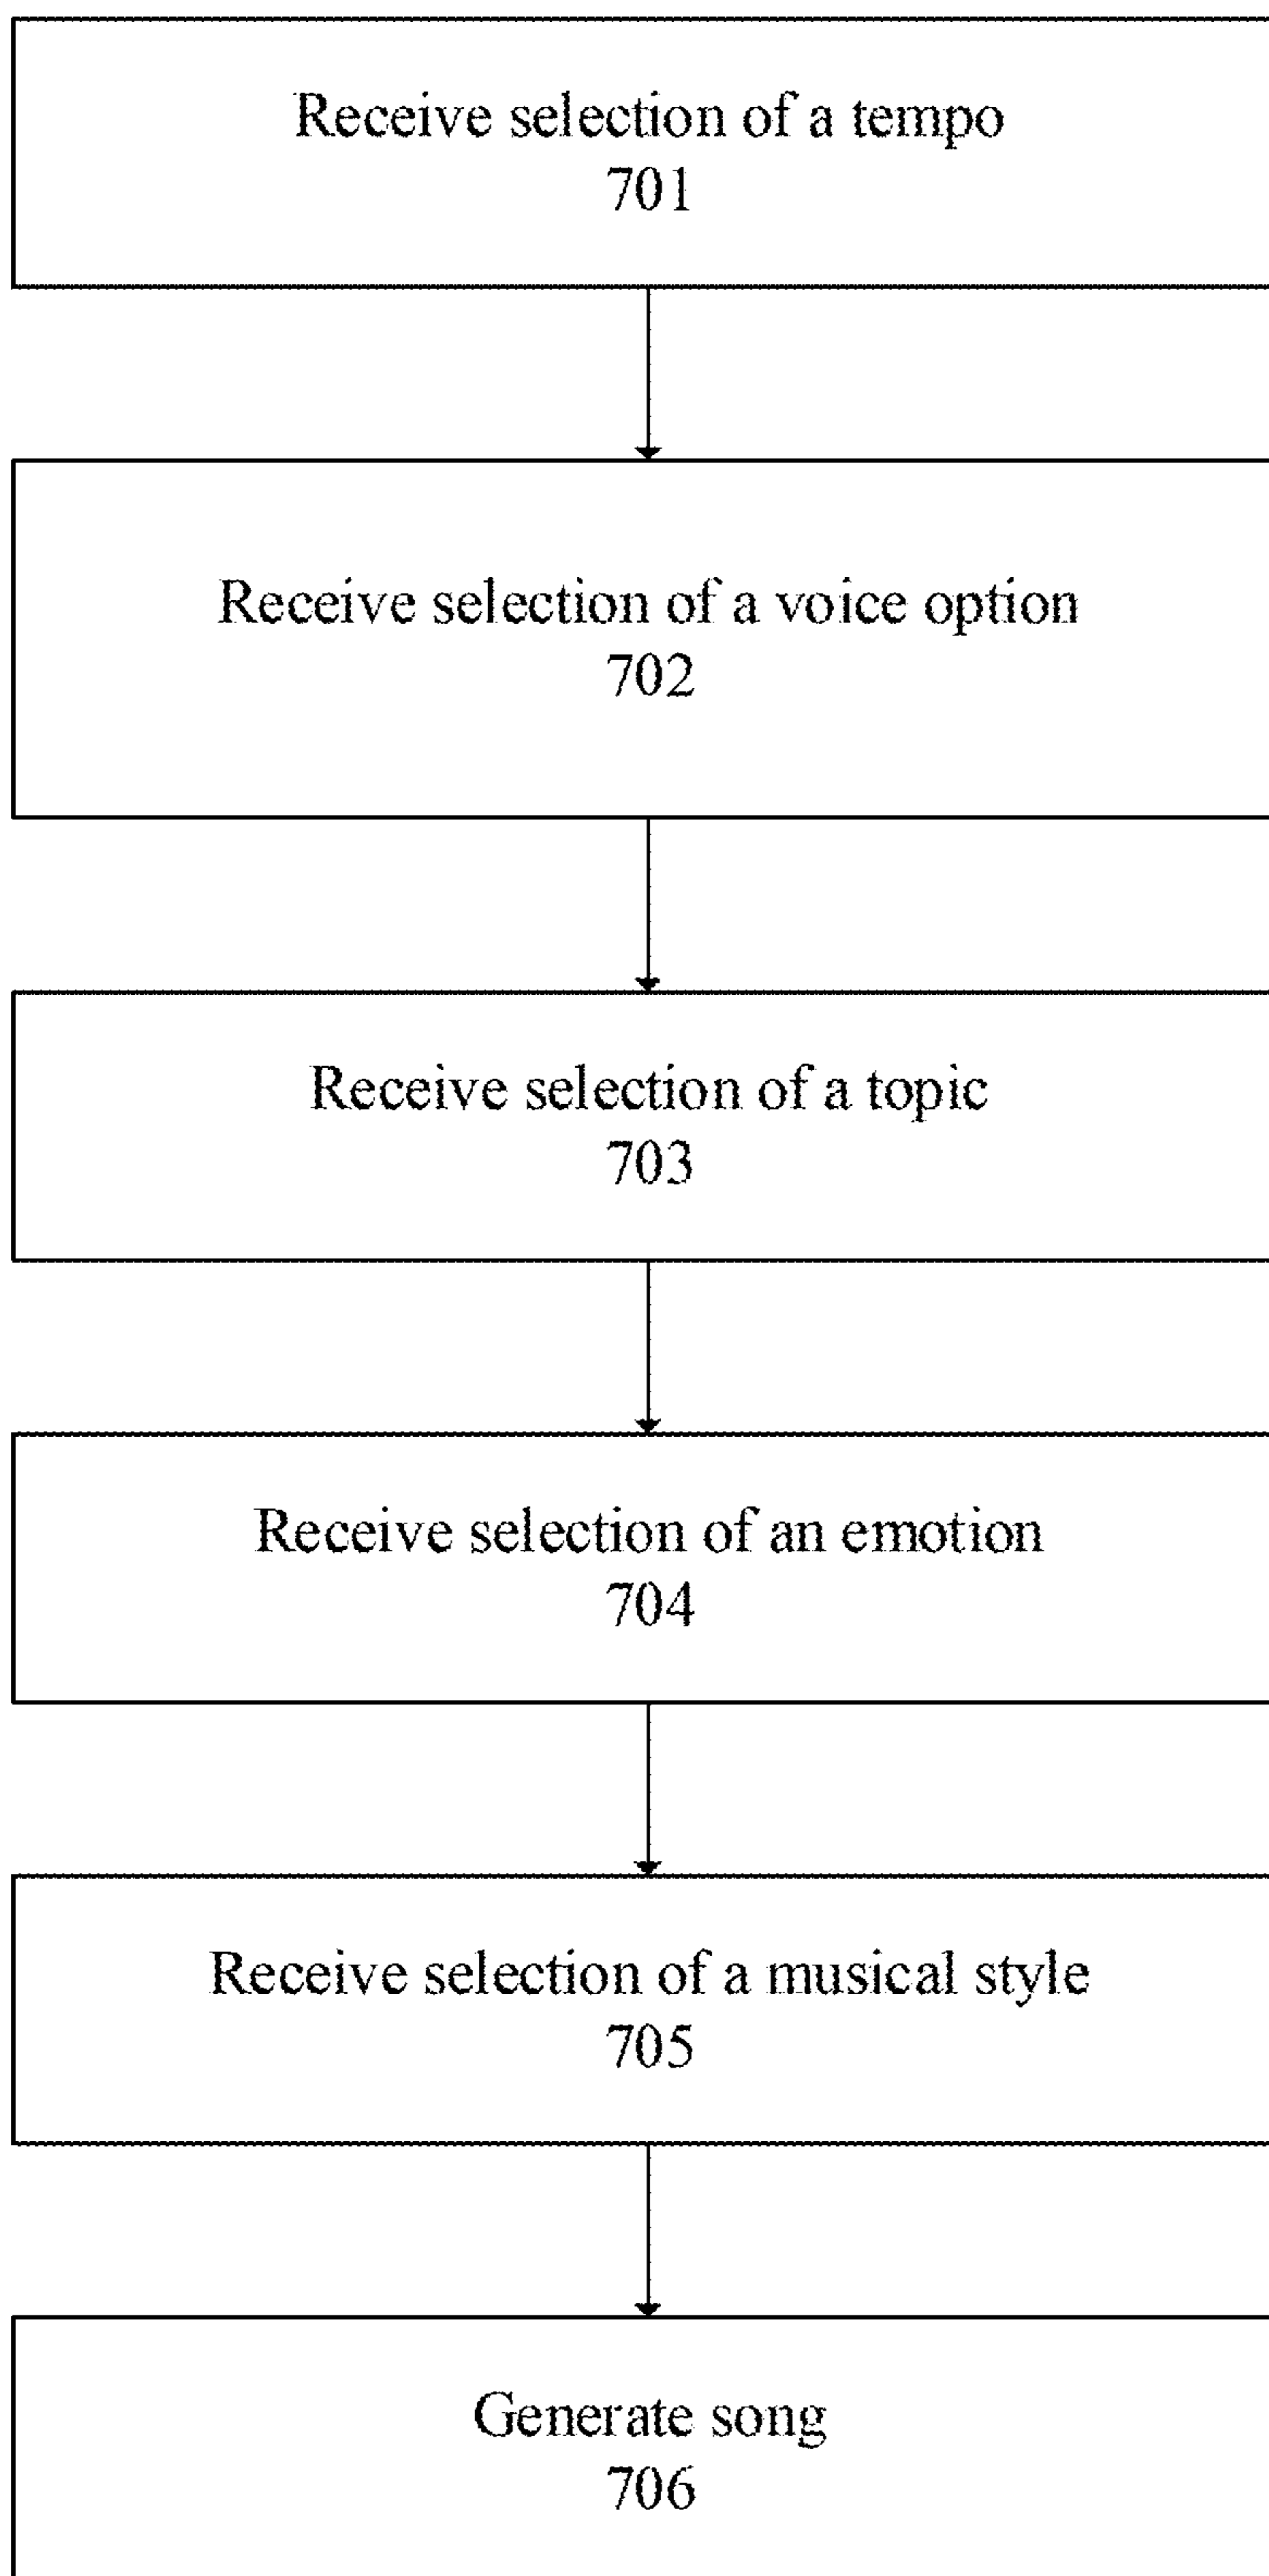 Receive selection of a tempo
701
Receive selection of a voice option
702
Receive selection of a topic
703
Receive selection of an emotion
704
Receive selection of a musical style
705
Generate song
706